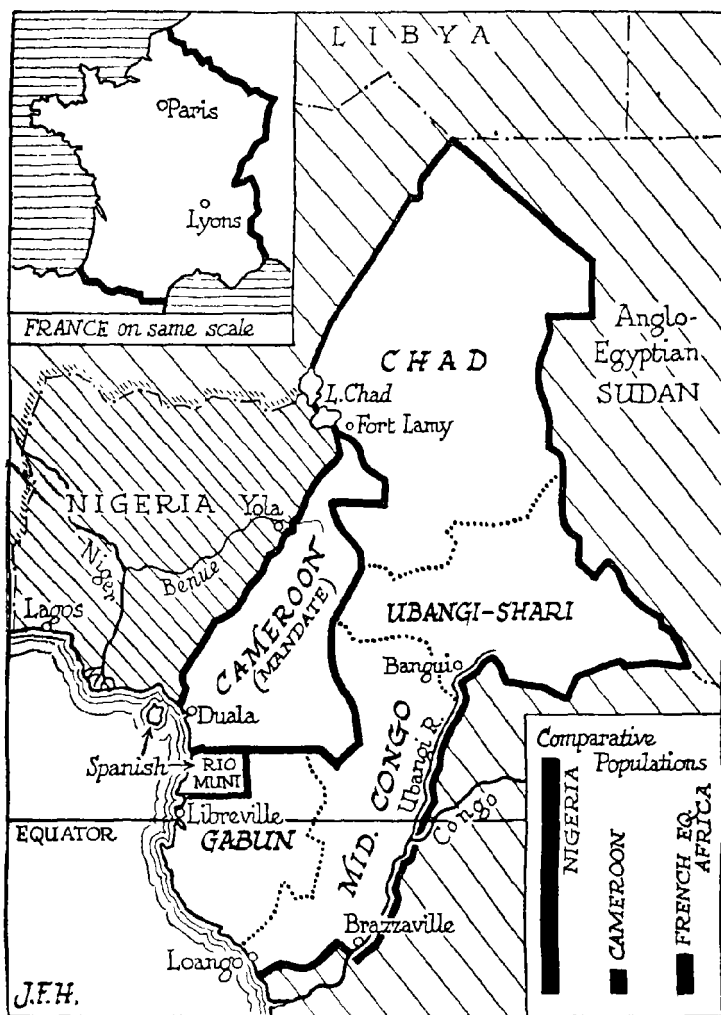 LIBYA
Paris
Lyons
FRANCE on same scale
Anglo-
Egyptian
SUDAN
CHAD
L. Chad
Fort Lamy
NIGERIA
Yola
Niger
Benue
Lagos
CAMEROON
(MANDATE)
UBANGI-SHARI
Bangui
Duala
Spanish
RIO
MUNI
Ubangi R.
MID. CONGO
Congo
Libreville
EQUATOR
GABUN
Brazzaville
Loango
J.F.H.
Comparative
Populations
NIGERIA
CAMEROON
FRENCH EQ.
AFRICA